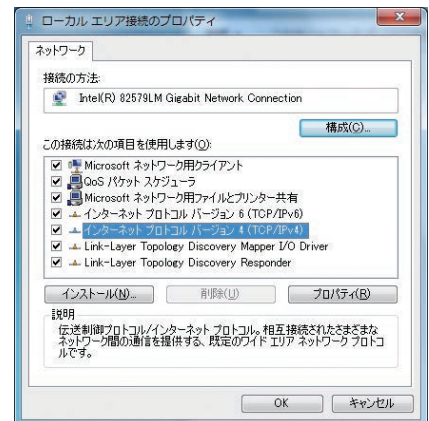 ローカル エリア接続のプロパティ
ネットワーク
接続の方法:
Intel(R) 82579LM Gigabit Network Connection
構成(C)...
この接続は次の項目を使用します(O):
Microsoft ネットワーク用クライアント
QoS パケット スケジューラ
Microsoft ネットワーク用ファイルとプリンター共有
インターネット プロトコル バージョン 6 (TCP/IPv6)
インターネット プロトコル バージョン 4 (TCP/IPv4)
Link-Layer Topology Discovery Mapper I/O Driver
Link-Layer Topology Discovery Responder
インストール(N)... 削除(U) プロパティ(R)
説明
伝送制御プロトコル/インターネット プロトコル。相互接続されたさまざまな
ネットワーク間の通信を提供する、既定のワイド エリア ネットワーク プロトコ
ルです。
OK キャンセル